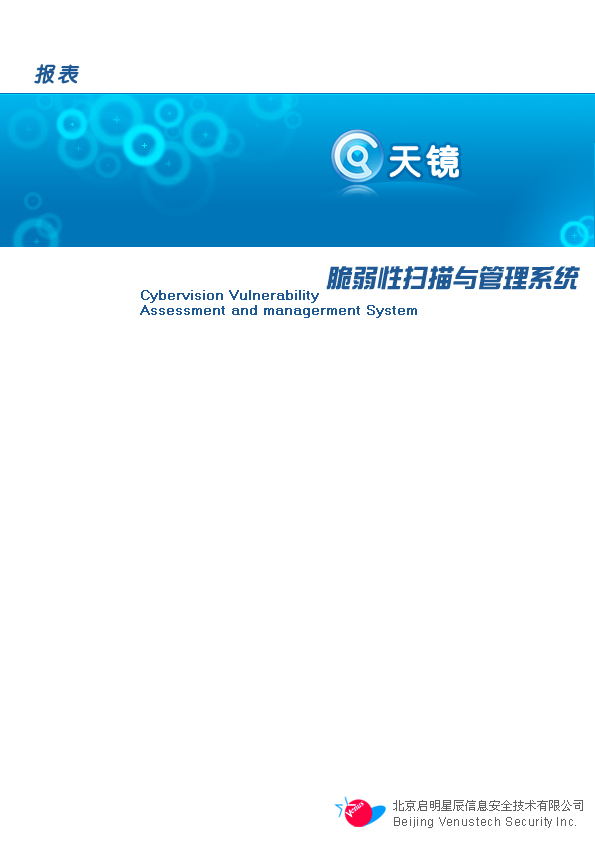 报表
天镜
脆弱性扫描与管理系统
Cybervision Vulnerability
Assessment and managerment System
Venus
北京启明星辰信息安全技术有限公司
Beijing Venustech Security Inc.